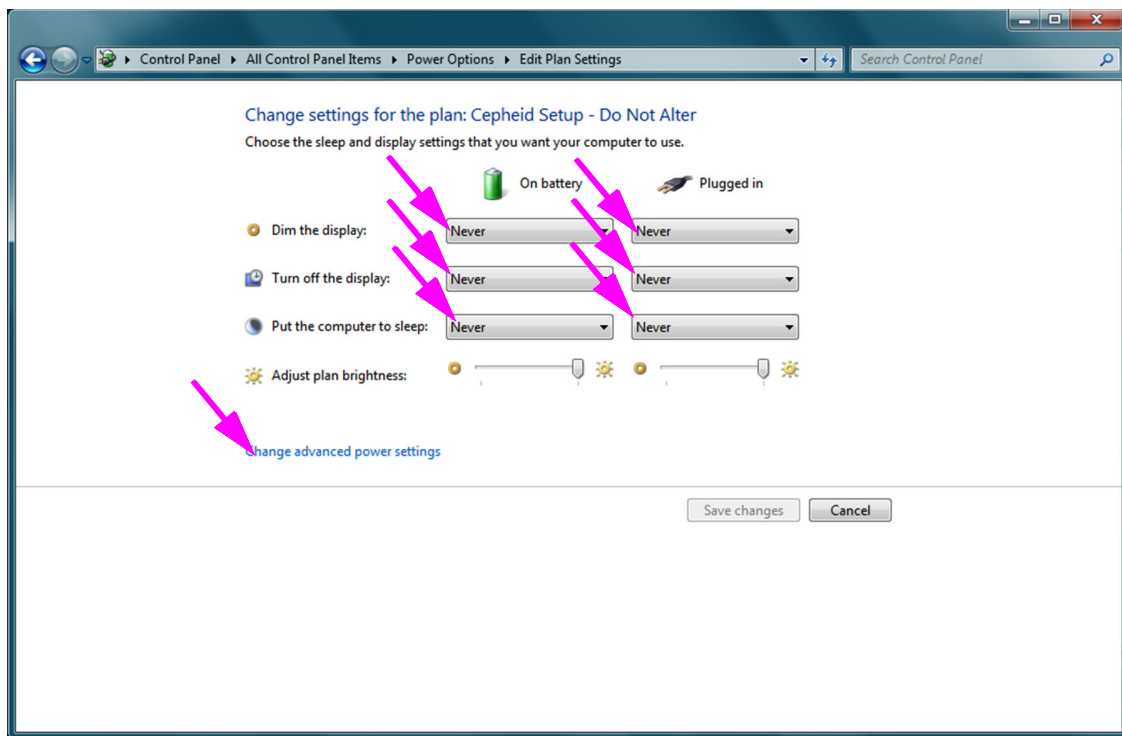 Control Panel ▸ All Control Panel Items ▸ Power Options ▸ Edit Plan Settings
Search Control Panel
Change settings for the plan: Cepheid Setup - Do Not Alter
Choose the sleep and display settings that you want your computer to use.
On battery Plugged in
Dim the display: Never Never
Turn off the display: Never Never
Put the computer to sleep: Never Never
Adjust plan brightness:
Change advanced power settings
Save changes Cancel